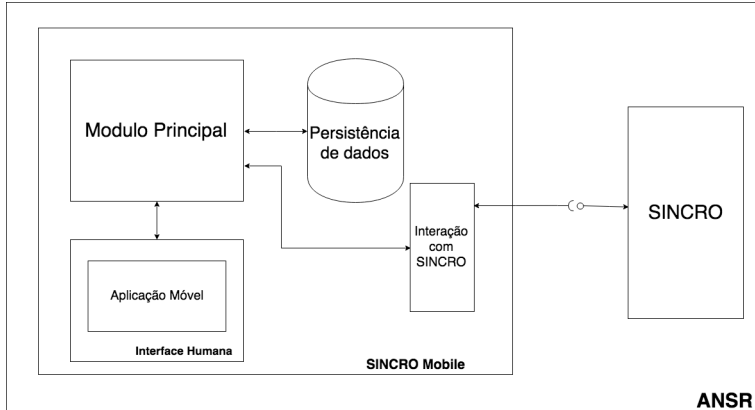 Modulo Principal
Persistência
de dados
Interação
com
SINCRO
SINCRO
Aplicação Móvel
Interface Humana
SINCRO Mobile
ANSR